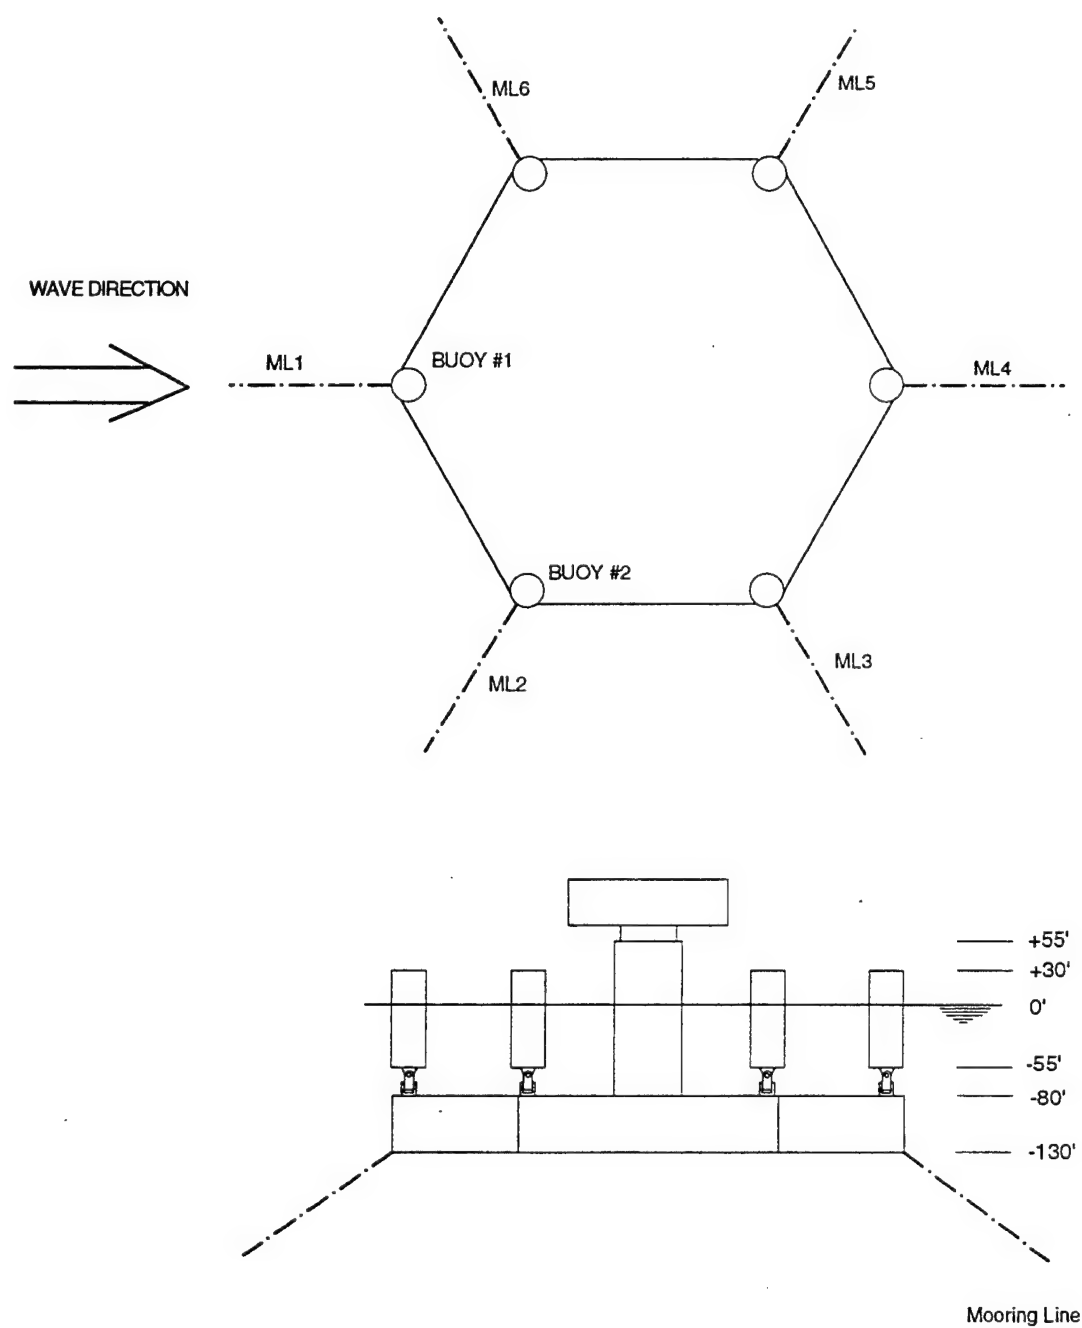 ML6
ML5
WAVE DIRECTION
ML1
BUOY #1
ML4
BUOY #2
ML3
ML2
+55'
+30'
0'
-55'
-80'
-130'
Mooring Line